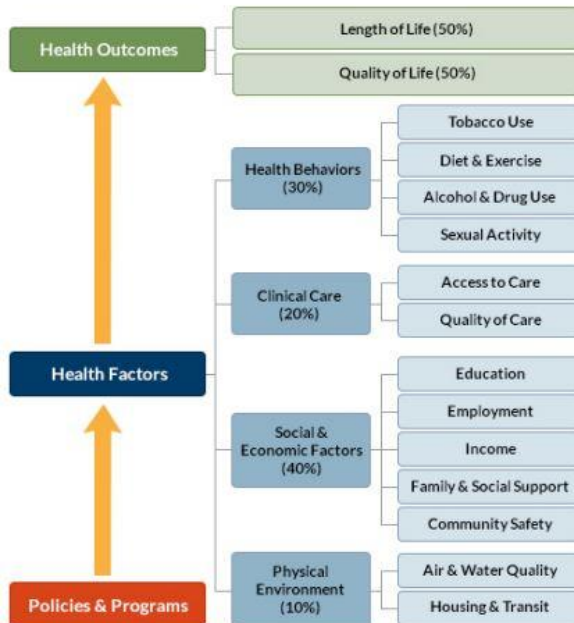 Health Outcomes
Length of Life (50%)
Quality of Life (50%)
Health Factors
Health Behaviors
(30%)
Tobacco Use
Diet & Exercise
Alcohol & Drug Use
Sexual Activity
Clinical Care
(20%)
Access to Care
Quality of Care
Social &
Economic Factors
(40%)
Education
Employment
Income
Family & Social Support
Community Safety
Physical
Environment
(10%)
Air & Water Quality
Housing & Transit
Policies & Programs